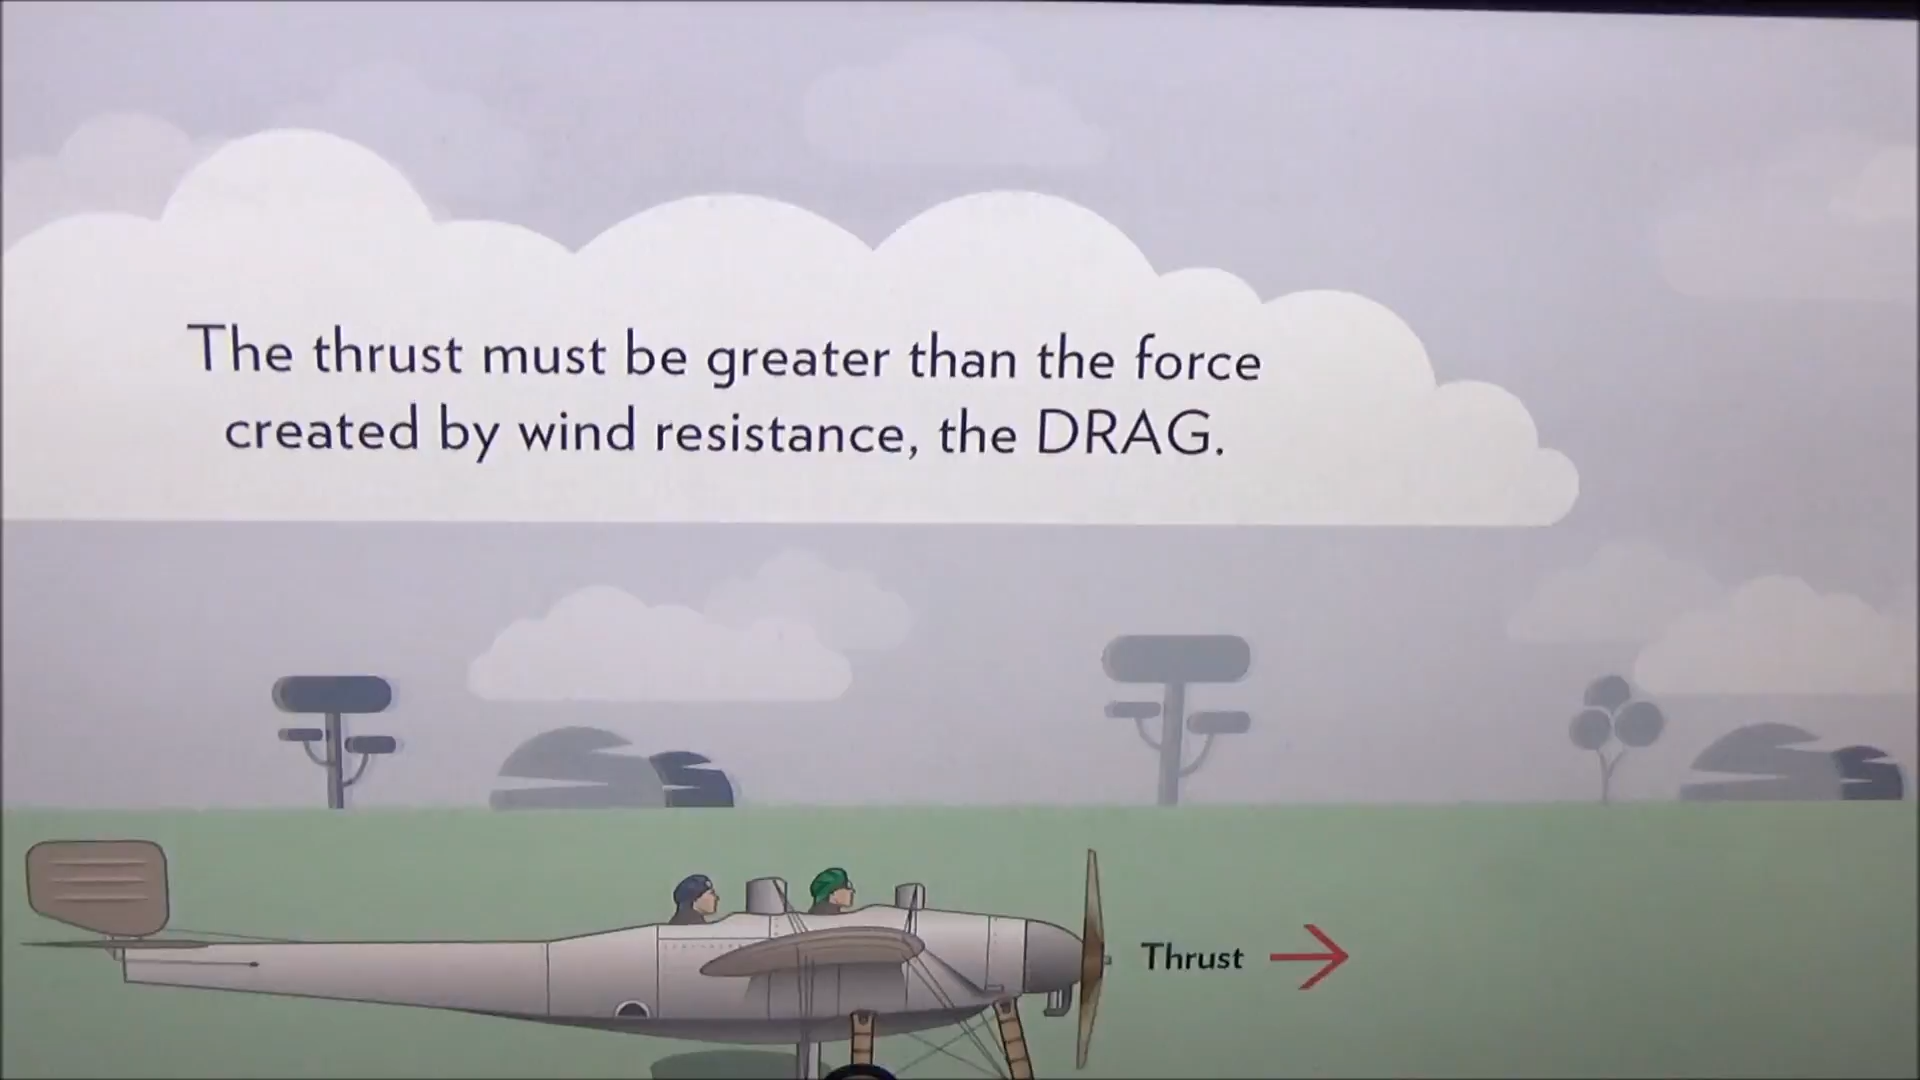 The thrust must be greater than the force
created by wind resistance, the DRAG.
Thrust